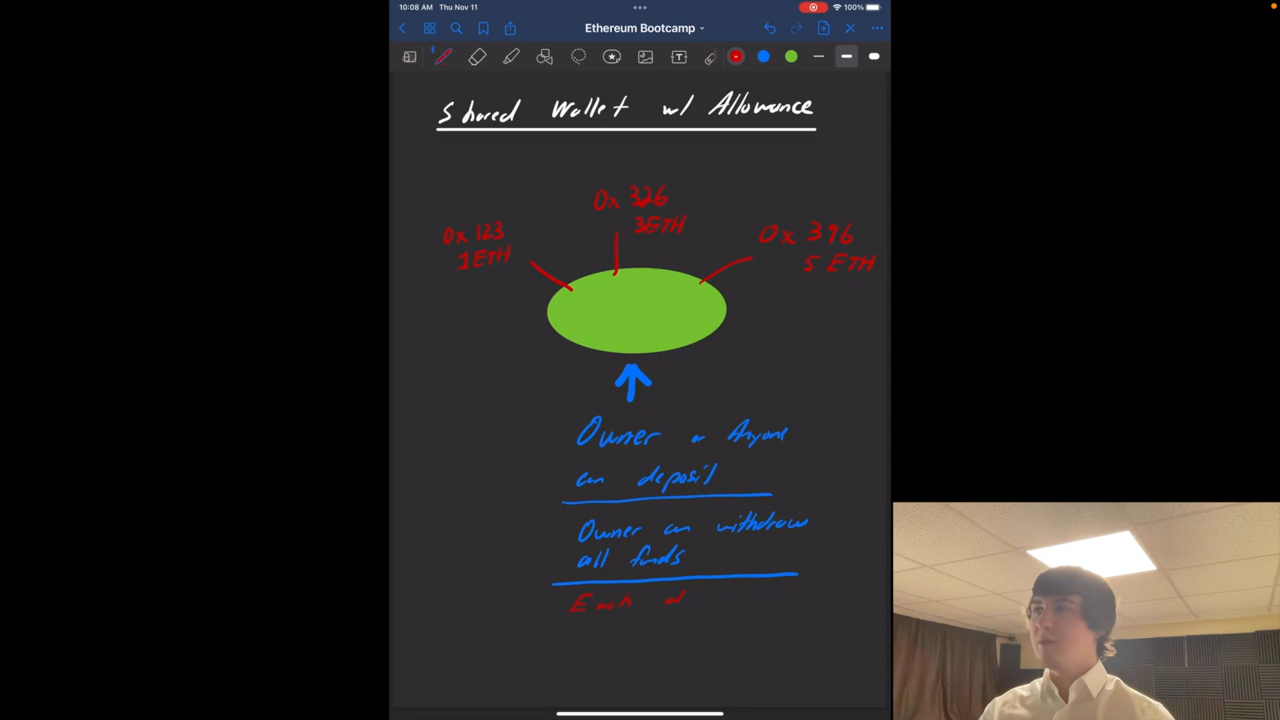 10:08 AM Thu Nov 11
100%
Ethereum Bootcamp
Shared Wallet w/ Allowance
0x 326
3ETH
0x 123
1ETH
0x 396
5 ETH
Owner or Anyone
can deposit
Owner can withdraw
all funds
Each